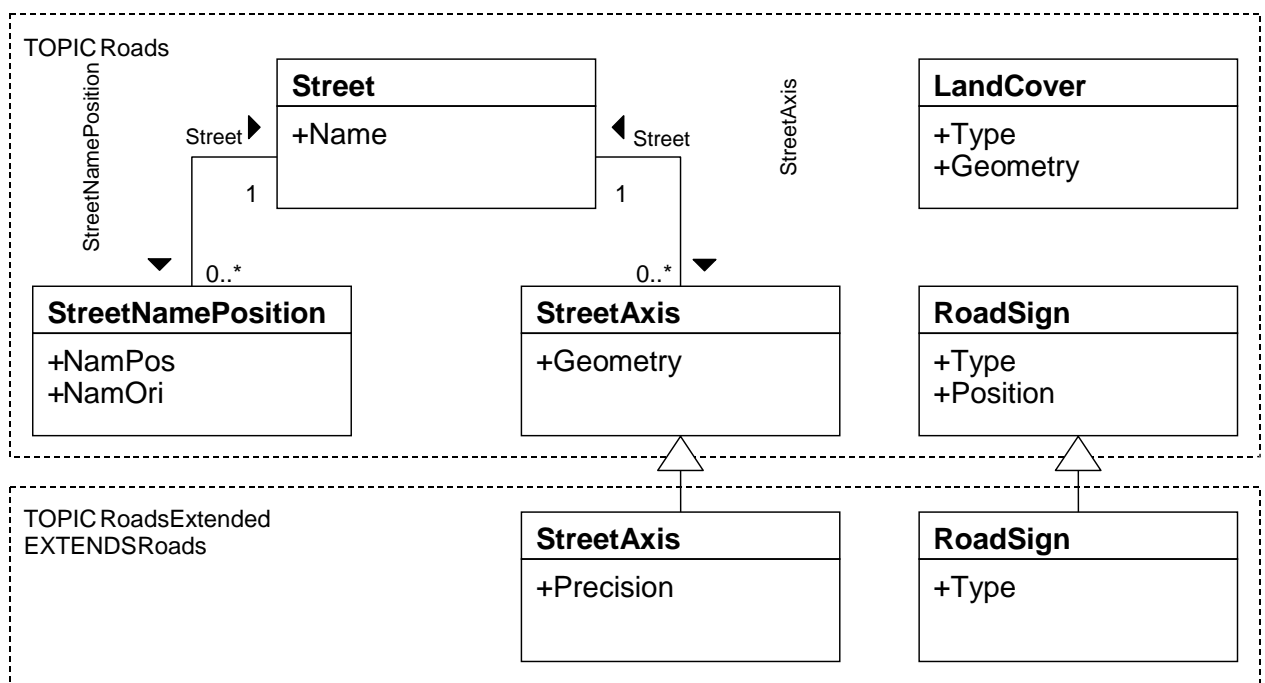 TOPIC Roads
StreetNamePosition
Street
+Name
Street
1
0..*
Street
1
0..*
StreetAxis
LandCover
+Type
+Geometry
StreetNamePosition
+NamPos
+NamOri
StreetAxis
+Geometry
RoadSign
+Type
+Position
TOPIC RoadsExtended
EXTENDSRoads
StreetAxis
+Precision
RoadSign
+Type